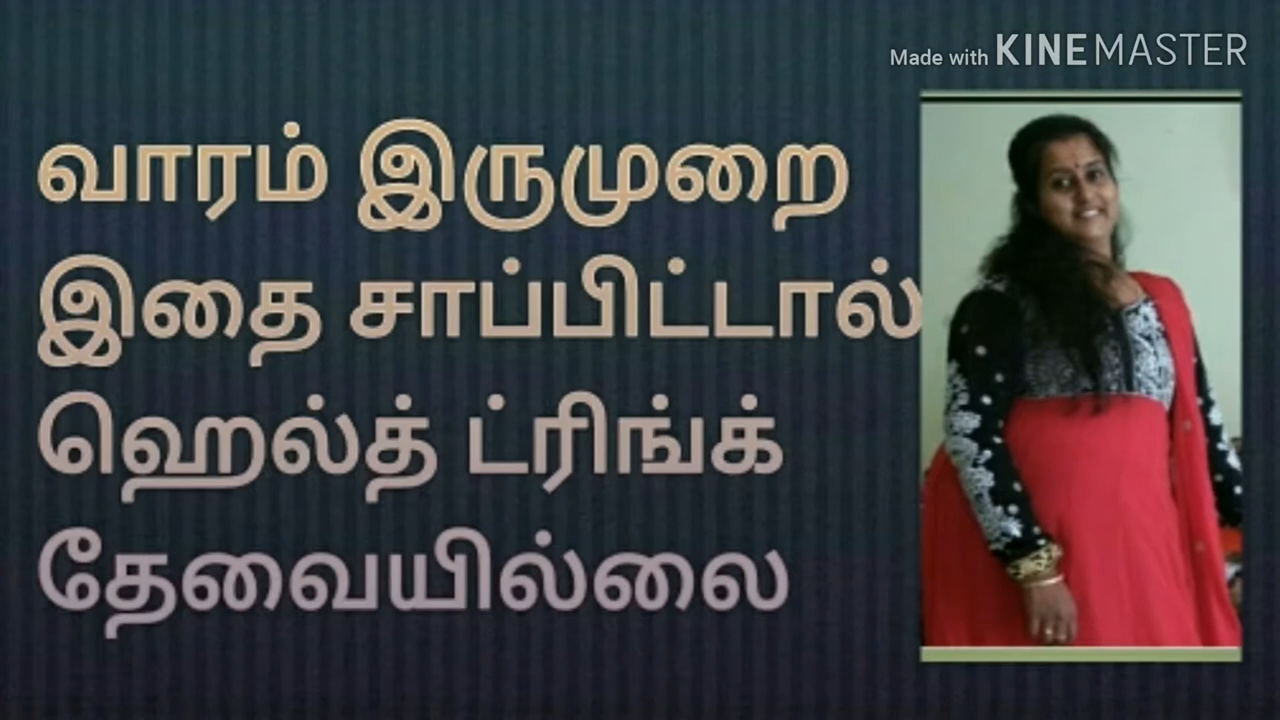 Made with KINEMASTER
வாரம் இருமுறை
இதை சாப்பிட்டால்
ஹெல்த் ட்ரிங்க்
தேவையில்லை